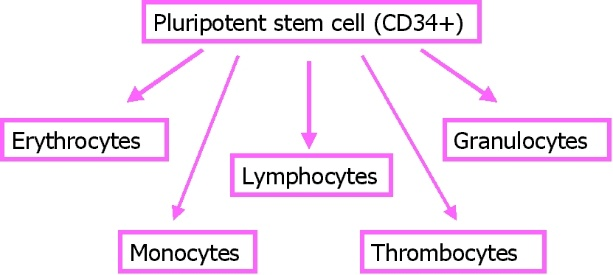 Pluripotent stem cell (CD34+)
Erythrocytes
Granulocytes
Lymphocytes
Monocytes
Thrombocytes